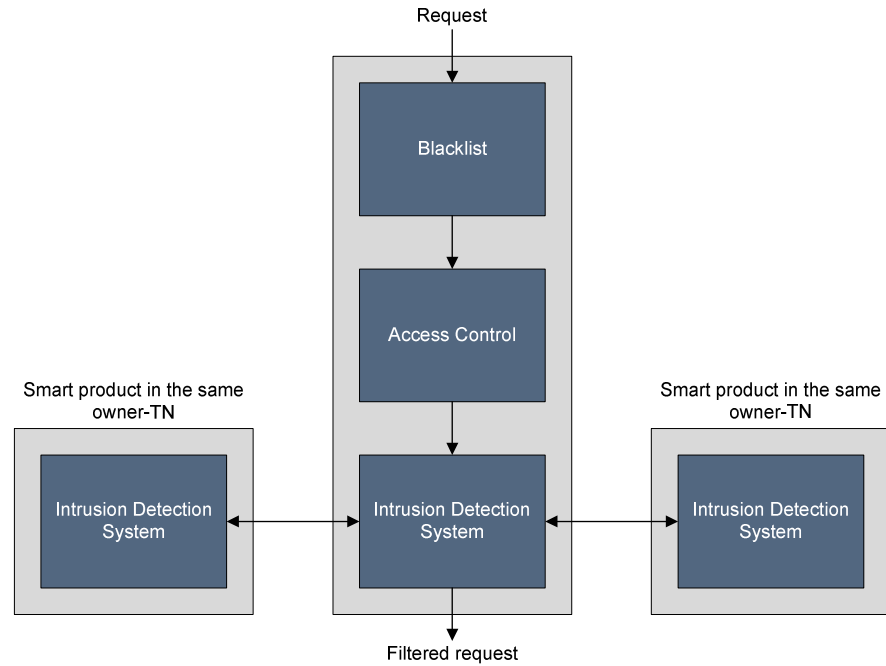 Request
Blacklist
Access Control
Smart product in the same
owner-TN
Smart product in the same
owner-TN
Intrusion Detection
System
Intrusion Detection
System
Intrusion Detection
System
Filtered request